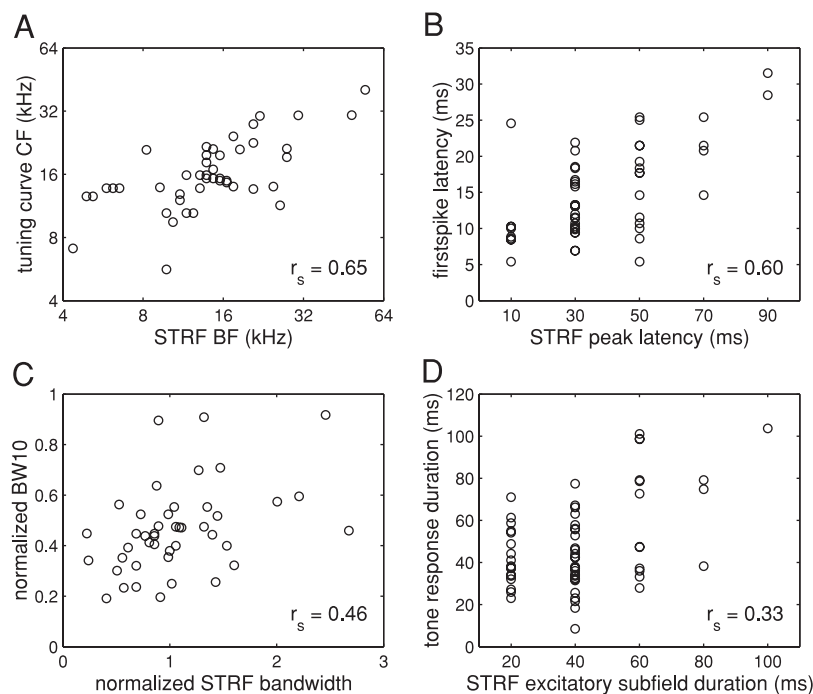 A
64
32
16
8
4
tuning curve CF (kHz)
r_s = 0.65
4 8 16 32 64
STRF BF (kHz)
B
35
30
25
20
15
10
5
0
firstspike latency (ms)
r_s = 0.60
10 30 50 70 90
STRF peak latency (ms)
C
1
0.8
0.6
0.4
0.2
0
normalized BW10
r_s = 0.46
0 1 2 3
normalized STRF bandwidth
D
120
100
80
60
40
20
0
tone response duration (ms)
r_s = 0.33
20 40 60 80 100
STRF excitatory subfield duration (ms)